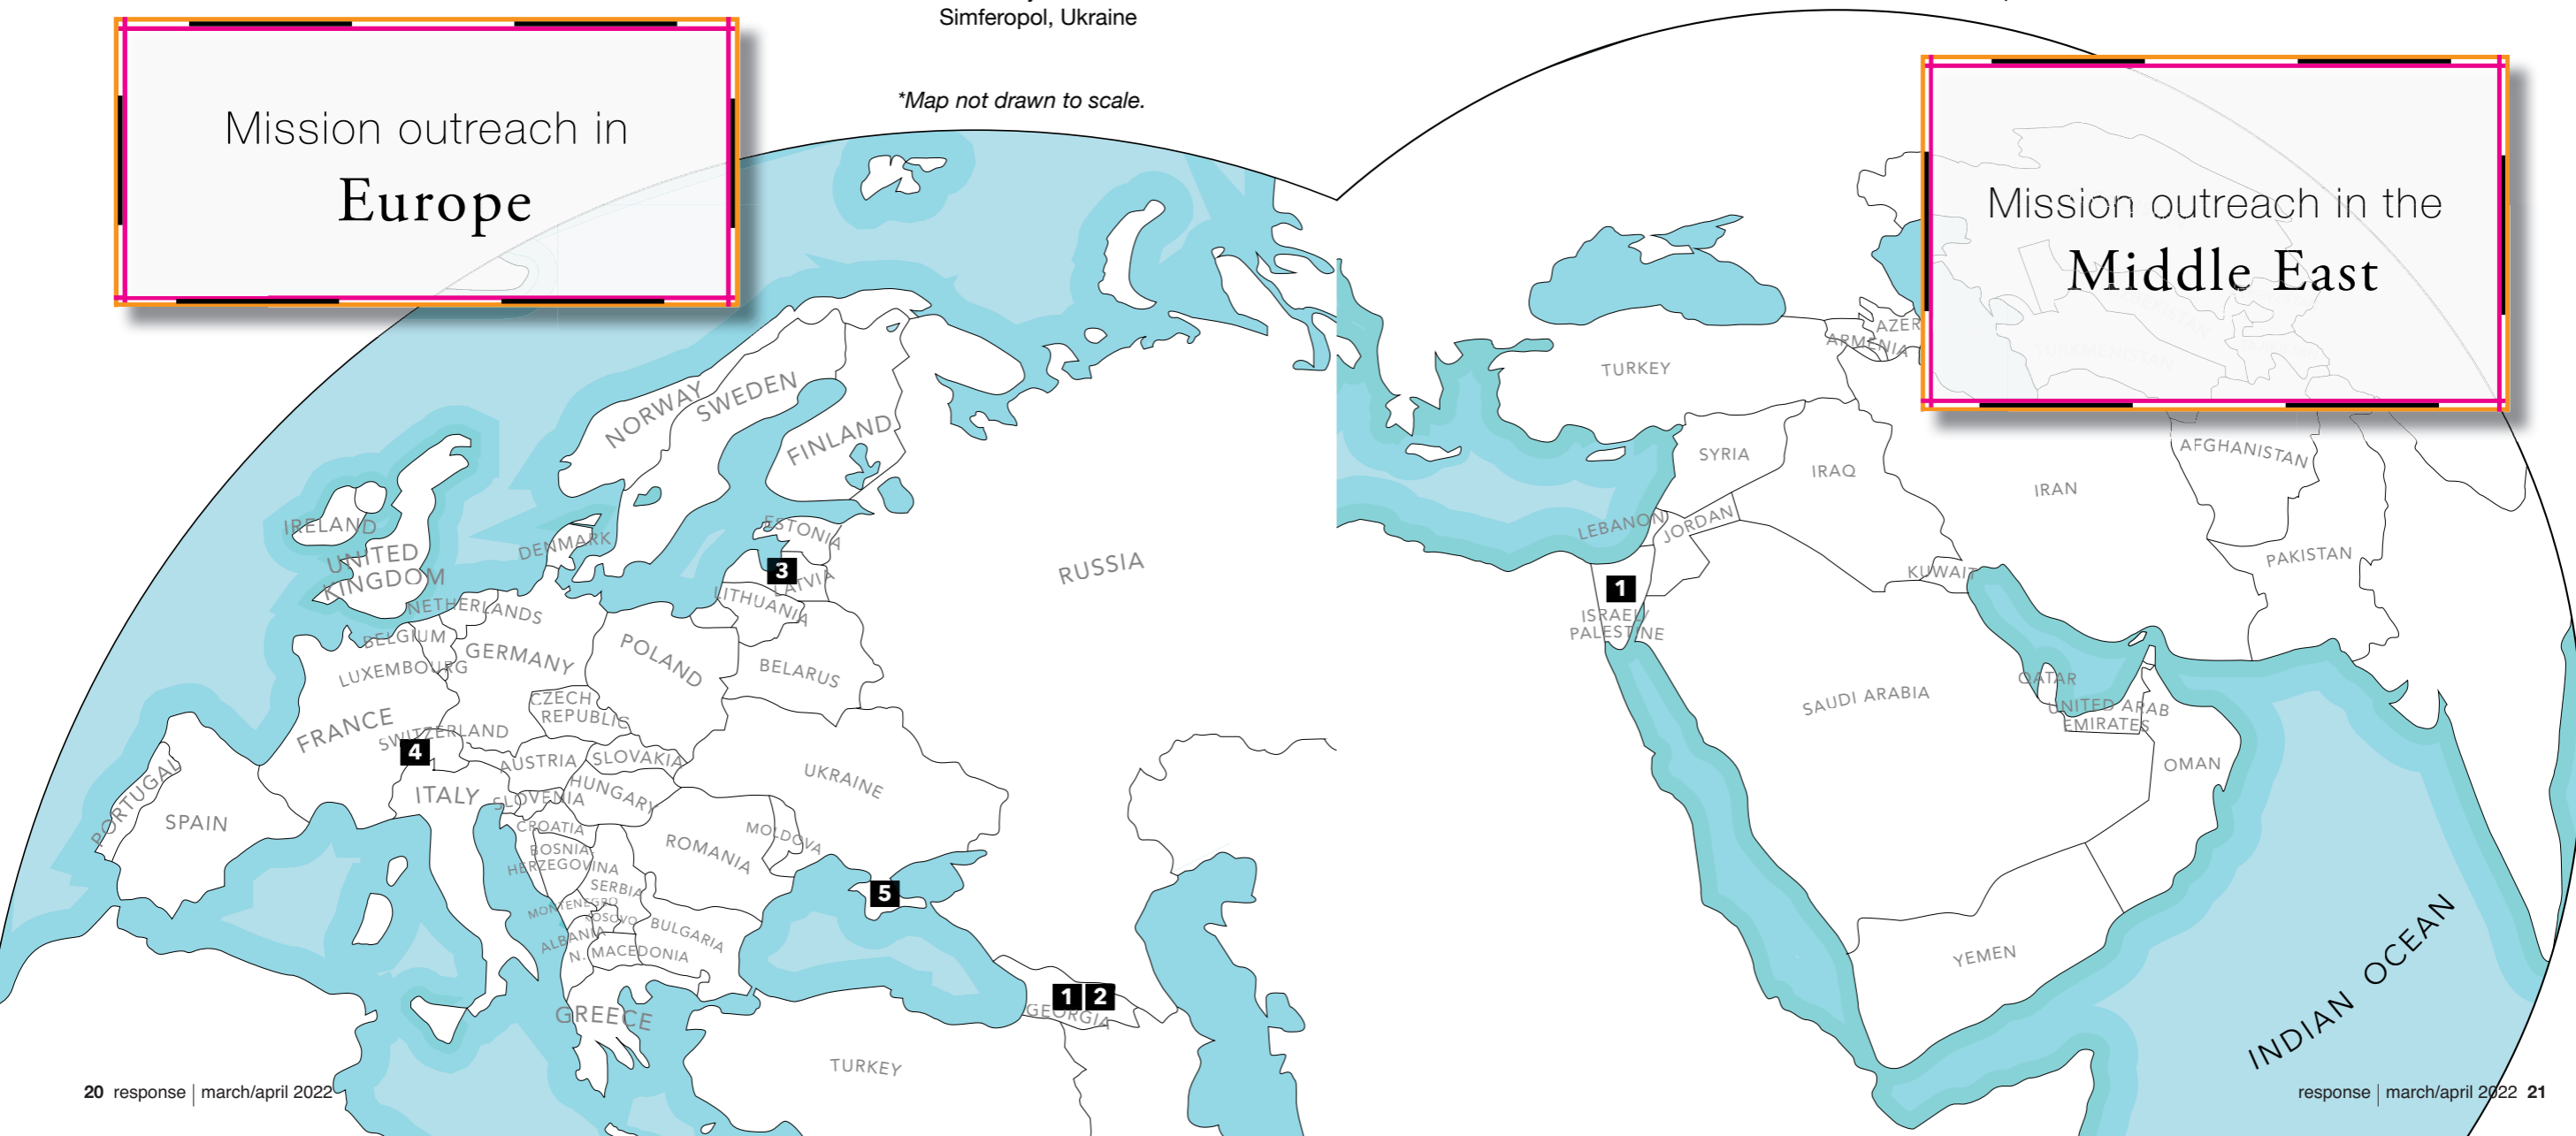 Simferopol, Ukraine
*Map not drawn to scale.
Mission outreach in
Europe
NORWAY
SWEDEN
FINLAND
IRELAND
UNITED
KINGDOM
DENMARK
ESTONIA
3
LATVIA
LITHUANIA
RUSSIA
NETHERLANDS
BELGIUM
LUXEMBOURG
GERMANY
POLAND
BELARUS
CZECH
REPUBLIC
FRANCE
SWITZERLAND
4
1
AUSTRIA
SLOVAKIA
UKRAINE
HUNGARY
ITALY
SLOVENIA
PORTUGAL
SPAIN
CROATIA
MOLDOVA
ROMANIA
BOSNIA-
HERZEGOVINA
SERBIA
5
MONTENEGRO
KOSOVO
BULGARIA
ALBANIA
N. MACEDONIA
1 2
GEORGIA
GREECE
TURKEY
20 response | march/april 2022
Mission outreach in the
Middle East
TURKMENISTAN
AZER
ARMENIA
TURKEY
SYRIA
IRAQ
IRAN
AFGHANISTAN
PAKISTAN
LEBANON
JORDAN
1
ISRAEL/
PALESTINE
KUWAIT
QATAR
UNITED ARAB
EMIRATES
SAUDI ARABIA
OMAN
YEMEN
INDIAN OCEAN
response | march/april 2022 21